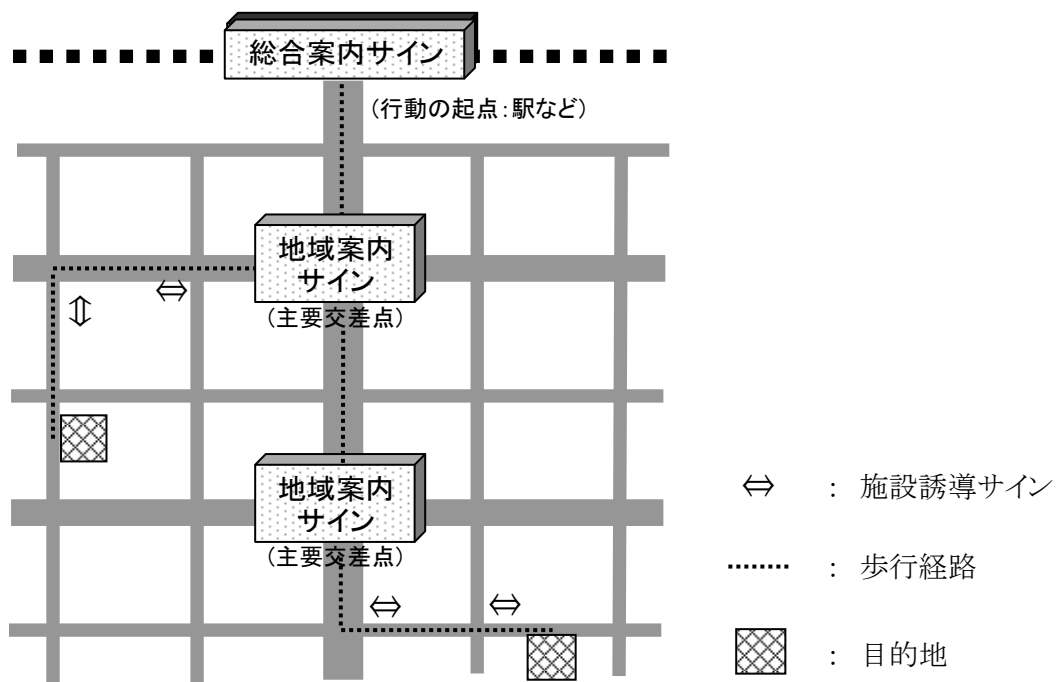 総合案内サイン
（行動の起点：駅など）
地域案内
サイン
（主要交差点）
地域案内
サイン
（主要交差点）
⇔ ： 施設誘導サイン
： 歩行経路
： 目的地